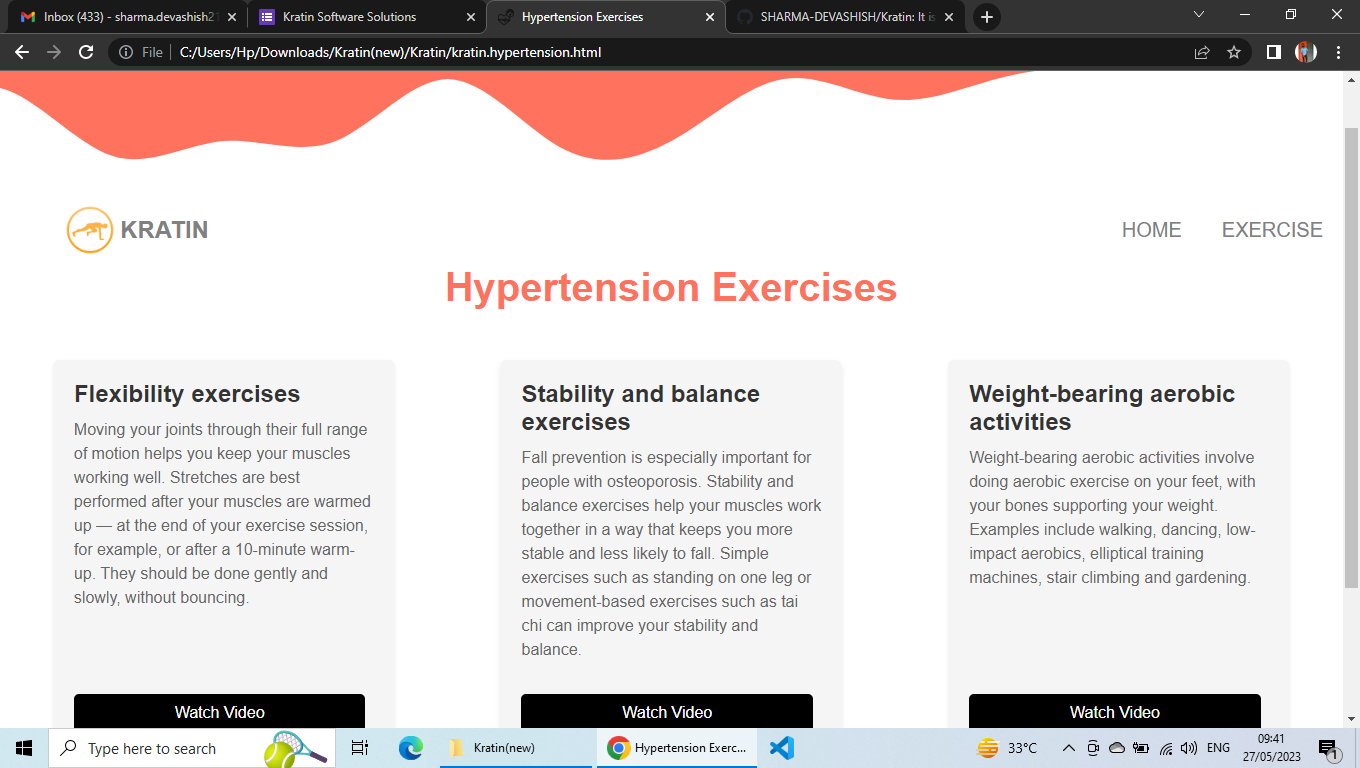 Inbox (433) - sharma.devashish21
Kratin Software Solutions
Hypertension Exercises
SHARMA-DEVASHISH/Kratin: It is
File
C:/Users/Hp/Downloads/Kratin(new)/Kratin/kratin.hypertension.html
KRATIN
HOME
EXERCISE
Hypertension Exercises
Flexibility exercises
Moving your joints through their full range
of motion helps you keep your muscles
working well. Stretches are best
performed after your muscles are warmed
up — at the end of your exercise session,
for example, or after a 10-minute warm-
up. They should be done gently and
slowly, without bouncing.
Watch Video
Stability and balance
exercises
Fall prevention is especially important for
people with osteoporosis. Stability and
balance exercises help your muscles work
together in a way that keeps you more
stable and less likely to fall. Simple
exercises such as standing on one leg or
movement-based exercises such as tai
chi can improve your stability and
balance.
Watch Video
Weight-bearing aerobic
activities
Weight-bearing aerobic activities involve
doing aerobic exercise on your feet, with
your bones supporting your weight.
Examples include walking, dancing, low-
impact aerobics, elliptical training
machines, stair climbing and gardening.
Watch Video
Type here to search
Kratin(new)
Hypertension Exerc...
33°C
ENG
09:41
27/05/2023
1